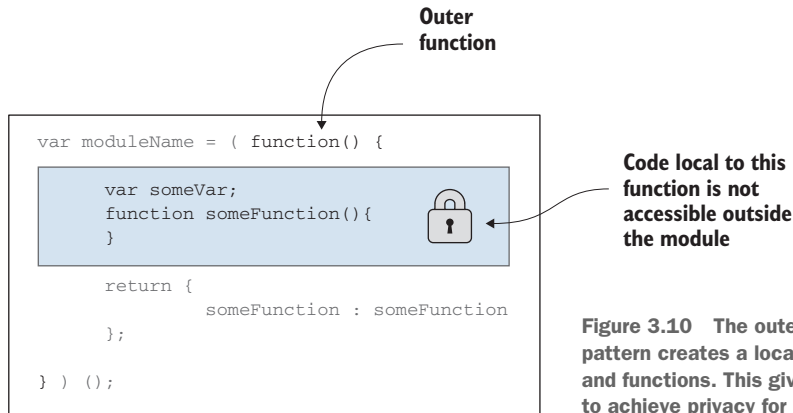 Outer
function
var moduleName = ( function() {
var someVar;
function someFunction(){
}
return {
someFunction : someFunction
};
} ) ();
Code local to this
function is not
accessible outside
the module
Figure 3.10 The oute
pattern creates a loca
and functions. This giv
to achieve privacy for